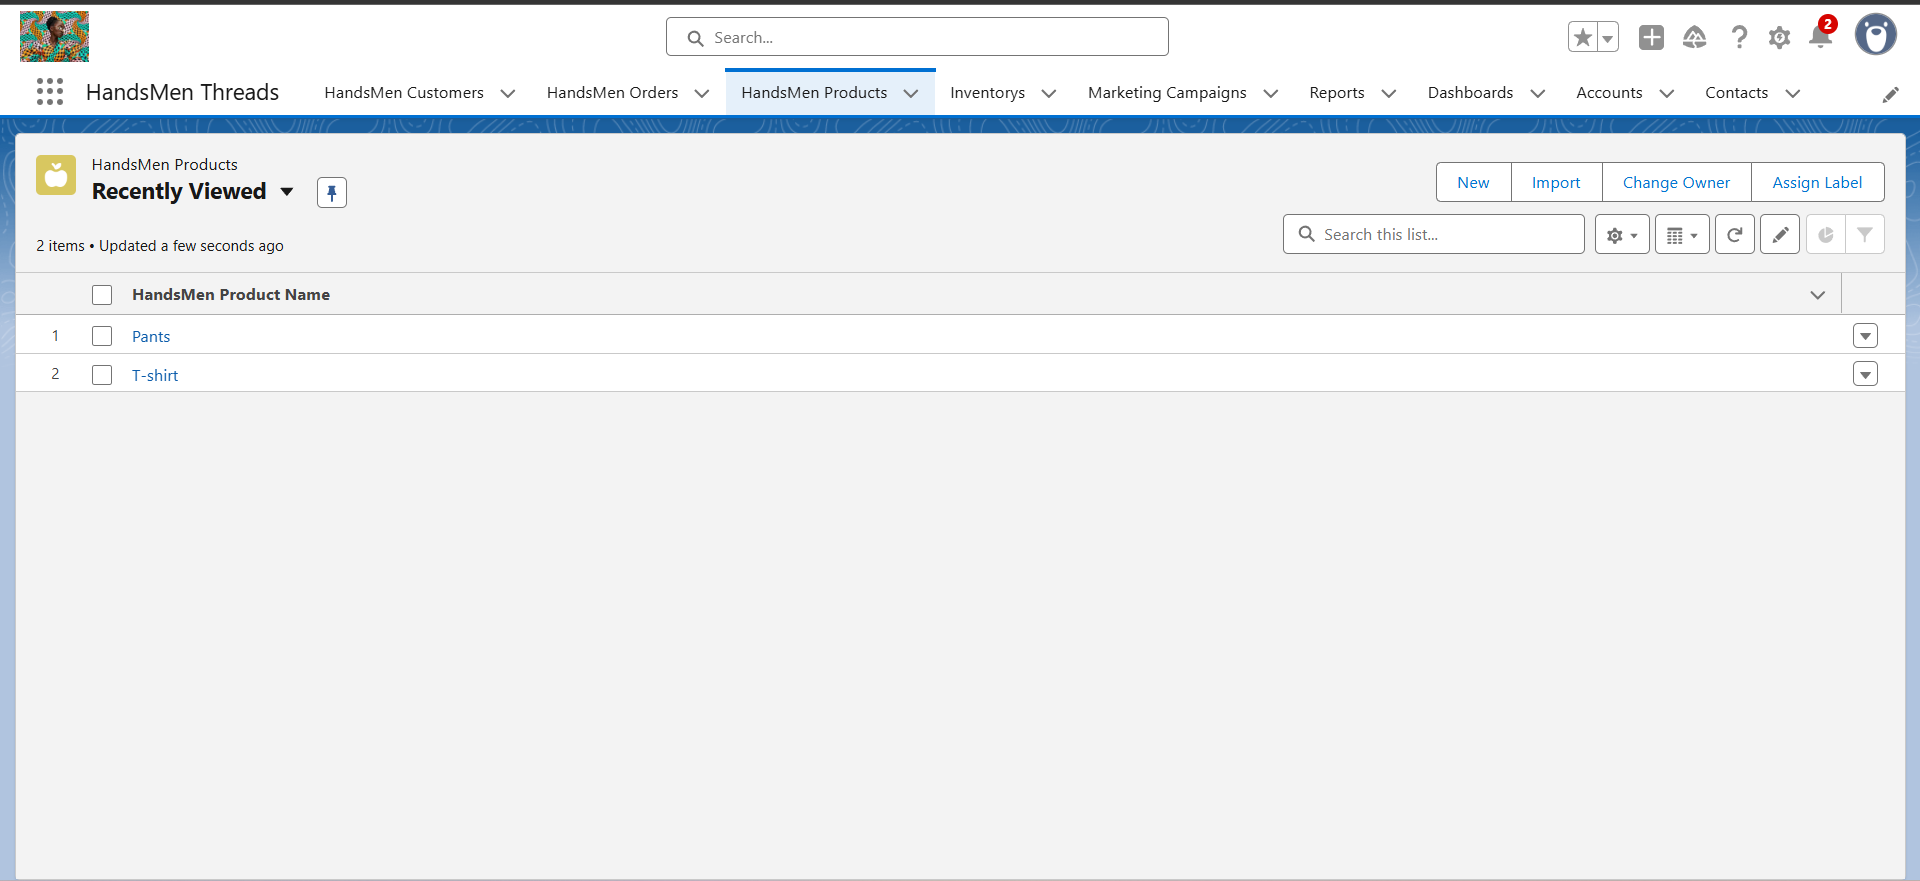 Search...
2
HandsMen Threads
HandsMen Customers
HandsMen Orders
HandsMen Products
Inventorys
Marketing Campaigns
Reports
Dashboards
Accounts
Contacts
HandsMen Products
Recently Viewed
New
Import
Change Owner
Assign Label
2 items • Updated a few seconds ago
Search this list...
HandsMen Product Name
1 Pants
2 T-shirt